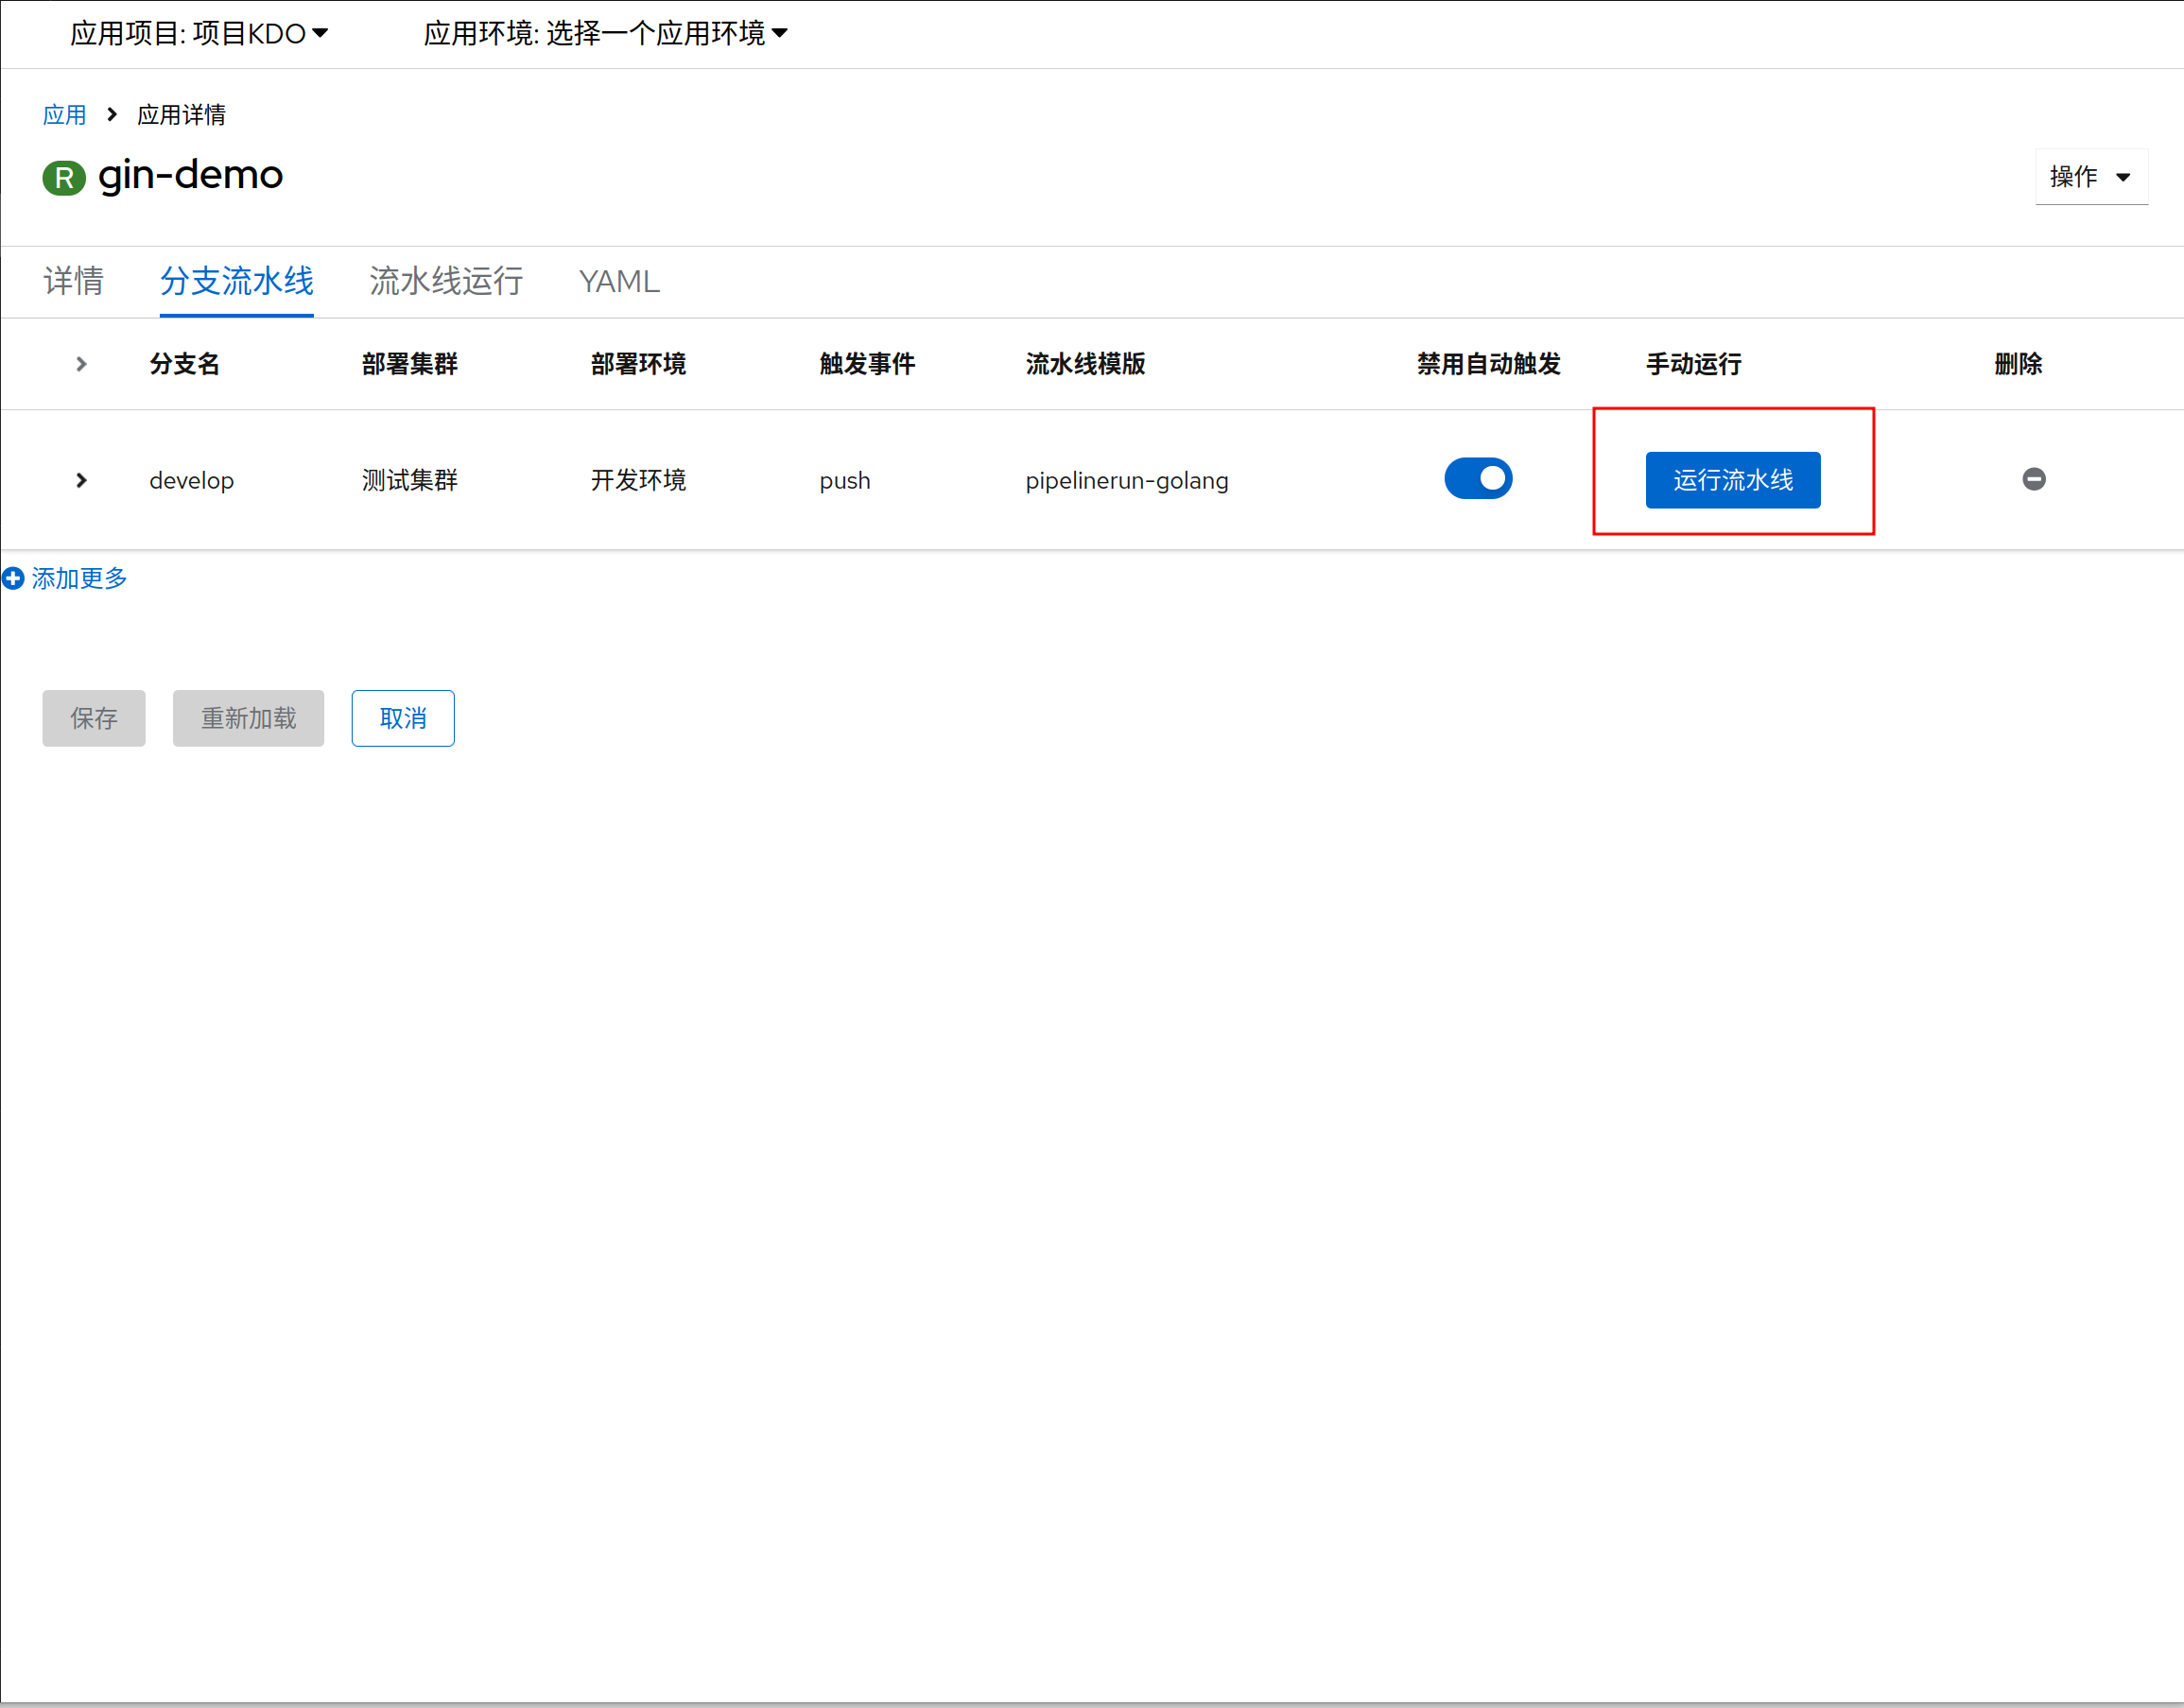 应用项目: 项目KDO 应用环境: 选择一个应用环境
应用 应用详情
R gin-demo 操作
详情 分支流水线 流水线运行 YAML
分支名 部署集群 部署环境 触发事件 流水线模版 禁用自动触发 手动运行 删除
develop 测试集群 开发环境 push pipelinerun-golang 运行流水线
添加更多
保存 重新加载 取消